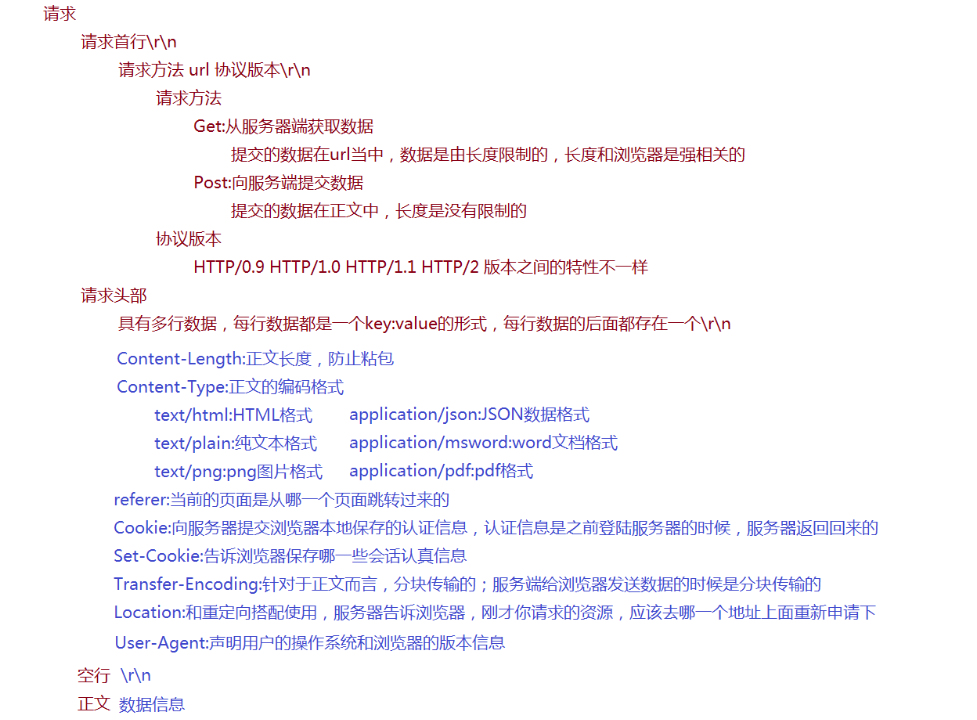 请求
请求首行\r\n
请求方法 url 协议版本\r\n
请求方法
Get:从服务器端获取数据
提交的数据在url当中，数据是由长度限制的，长度和浏览器是强相关的
Post:向服务端提交数据
提交的数据在正文中，长度是没有限制的
协议版本
HTTP/0.9 HTTP/1.0 HTTP/1.1 HTTP/2 版本之间的特性不一样
请求头部
具有多行数据，每行数据都是一个key:value的形式，每行数据的后面都存在一个\r\n
Content-Length:正文长度，防止粘包
Content-Type:正文的编码格式
text/html:HTML格式 application/json:JSON数据格式
text/plain:纯文本格式 application/msword:word文档格式
text/png:png图片格式 application/pdf:pdf格式
referer:当前的页面是从哪一个页面跳转过来的
Cookie:向服务器提交浏览器本地保存的认证信息，认证信息是之前登陆服务器的时候，服务器返回回来的
Set-Cookie:告诉浏览器保存哪一些会话认真信息
Transfer-Encoding:针对于正文而言，分块传输的；服务端给浏览器发送数据的时候是分块传输的
Location:和重定向搭配使用，服务器告诉浏览器，刚才你请求的资源，应该去哪一个地址上面重新申请下
User-Agent:声明用户的操作系统和浏览器的版本信息
空行 \r\n
正文 数据信息